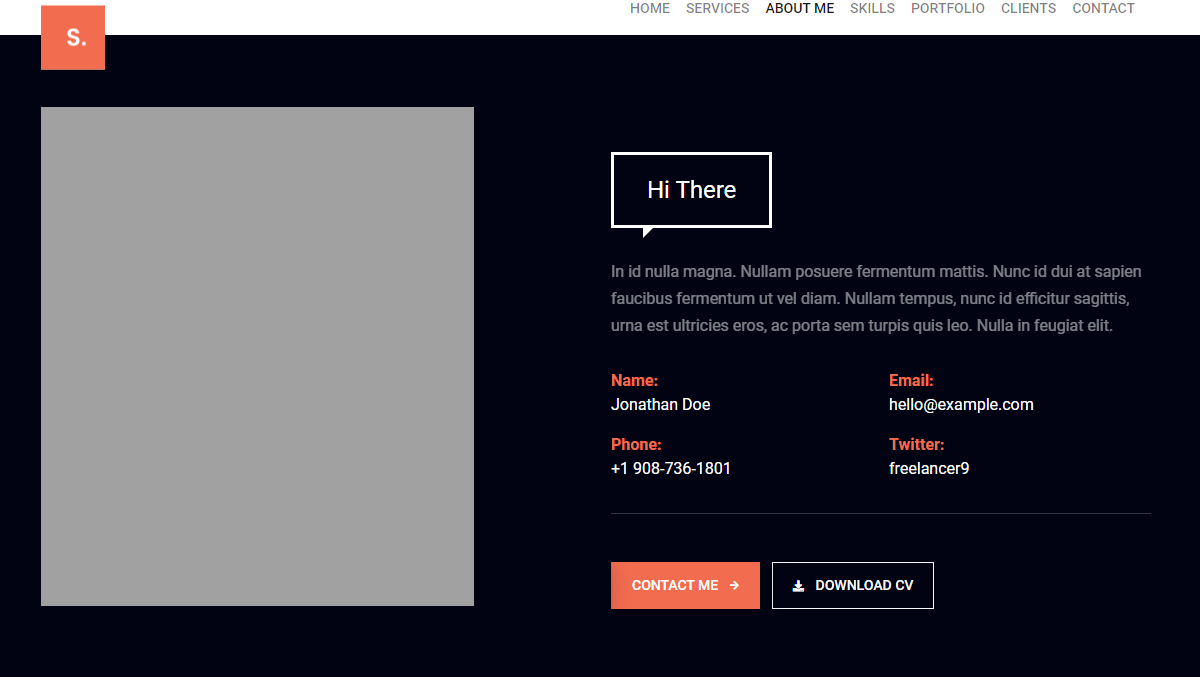 S.
HOME SERVICES ABOUT ME SKILLS PORTFOLIO CLIENTS CONTACT
Hi There
In id nulla magna. Nullam posuere fermentum mattis. Nunc id dui at sapien
faucibus fermentum ut vel diam. Nullam tempus, nunc id efficitur sagittis,
urna est ultricies eros, ac porta sem turpis quis leo. Nulla in feugiat elit.
Name:
Jonathan Doe
Email:
hello@example.com
Phone:
+1 908-736-1801
Twitter:
freelancer9
CONTACT ME
DOWNLOAD CV